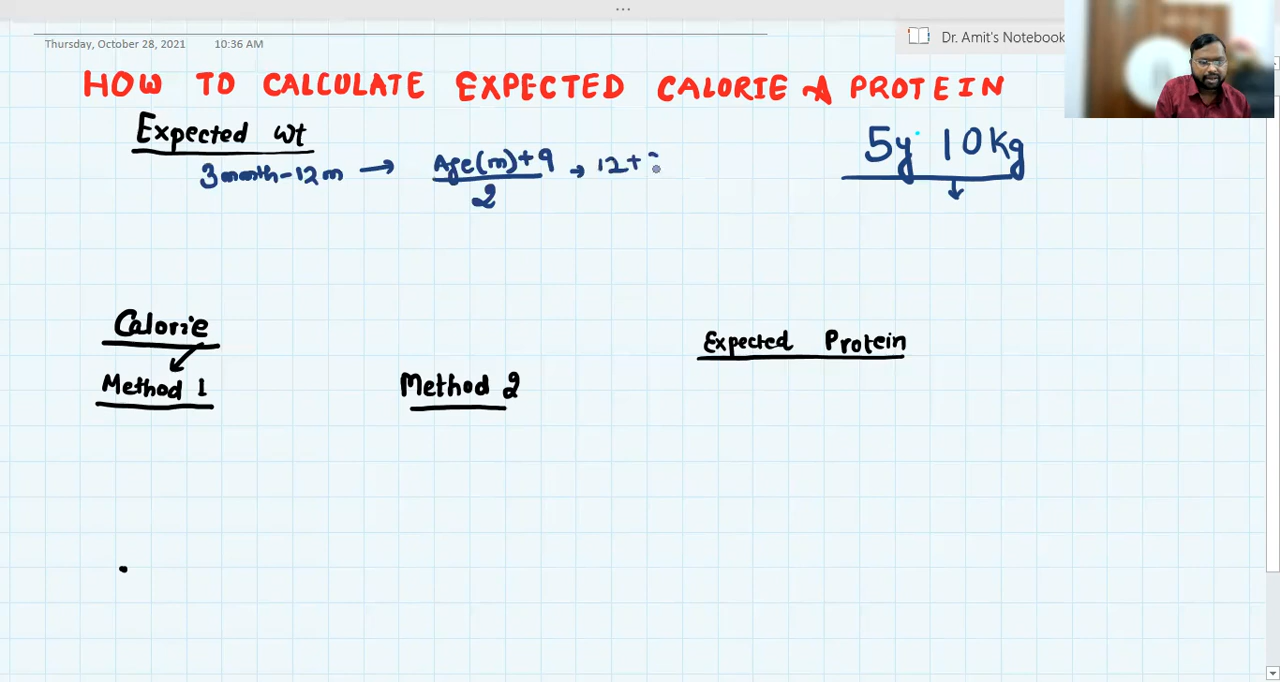 ...
Thursday, October 28, 2021 10:36 AM
Dr. Amit's Notebook
HOW TO CALCULATE EXPECTED CALORIE & PROTEIN
Expected Wt
5y 10Kg
3 month - 12 m → Age(m)+9 → 12+
2
Calorie
Expected Protein
Method 1
Method 2